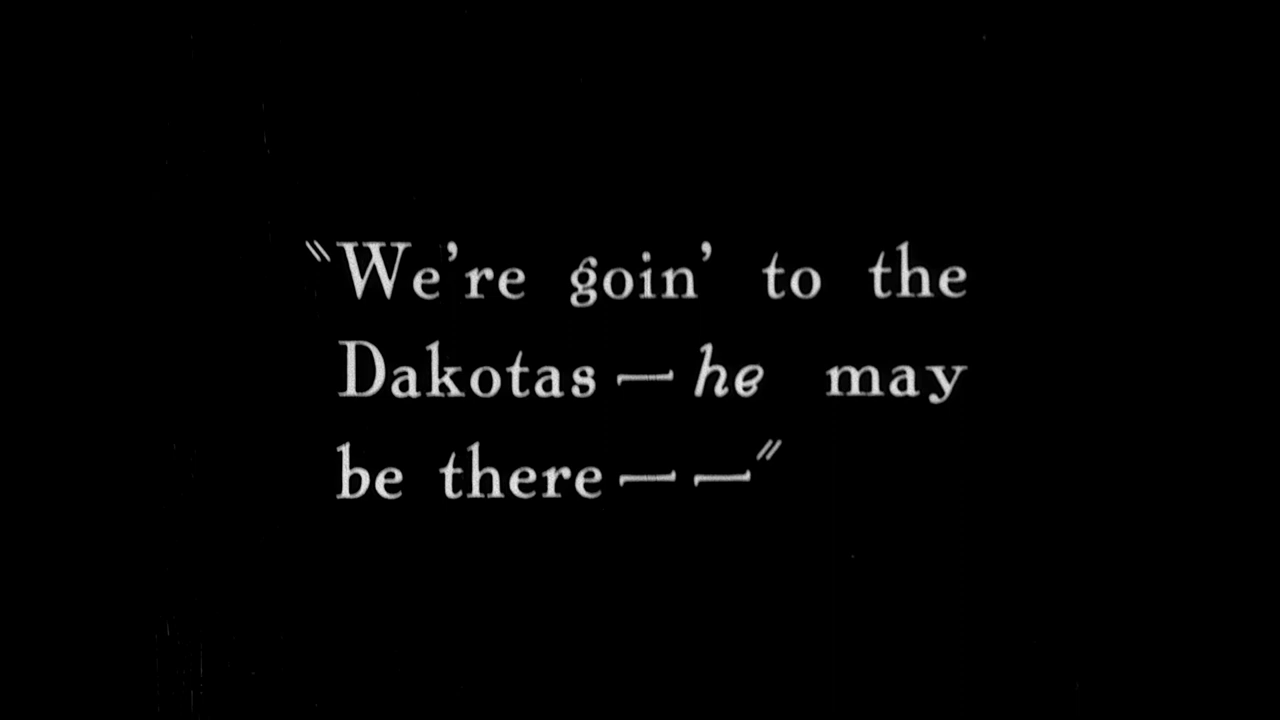 "We're goin' to the
Dakotas — he may
be there — —"